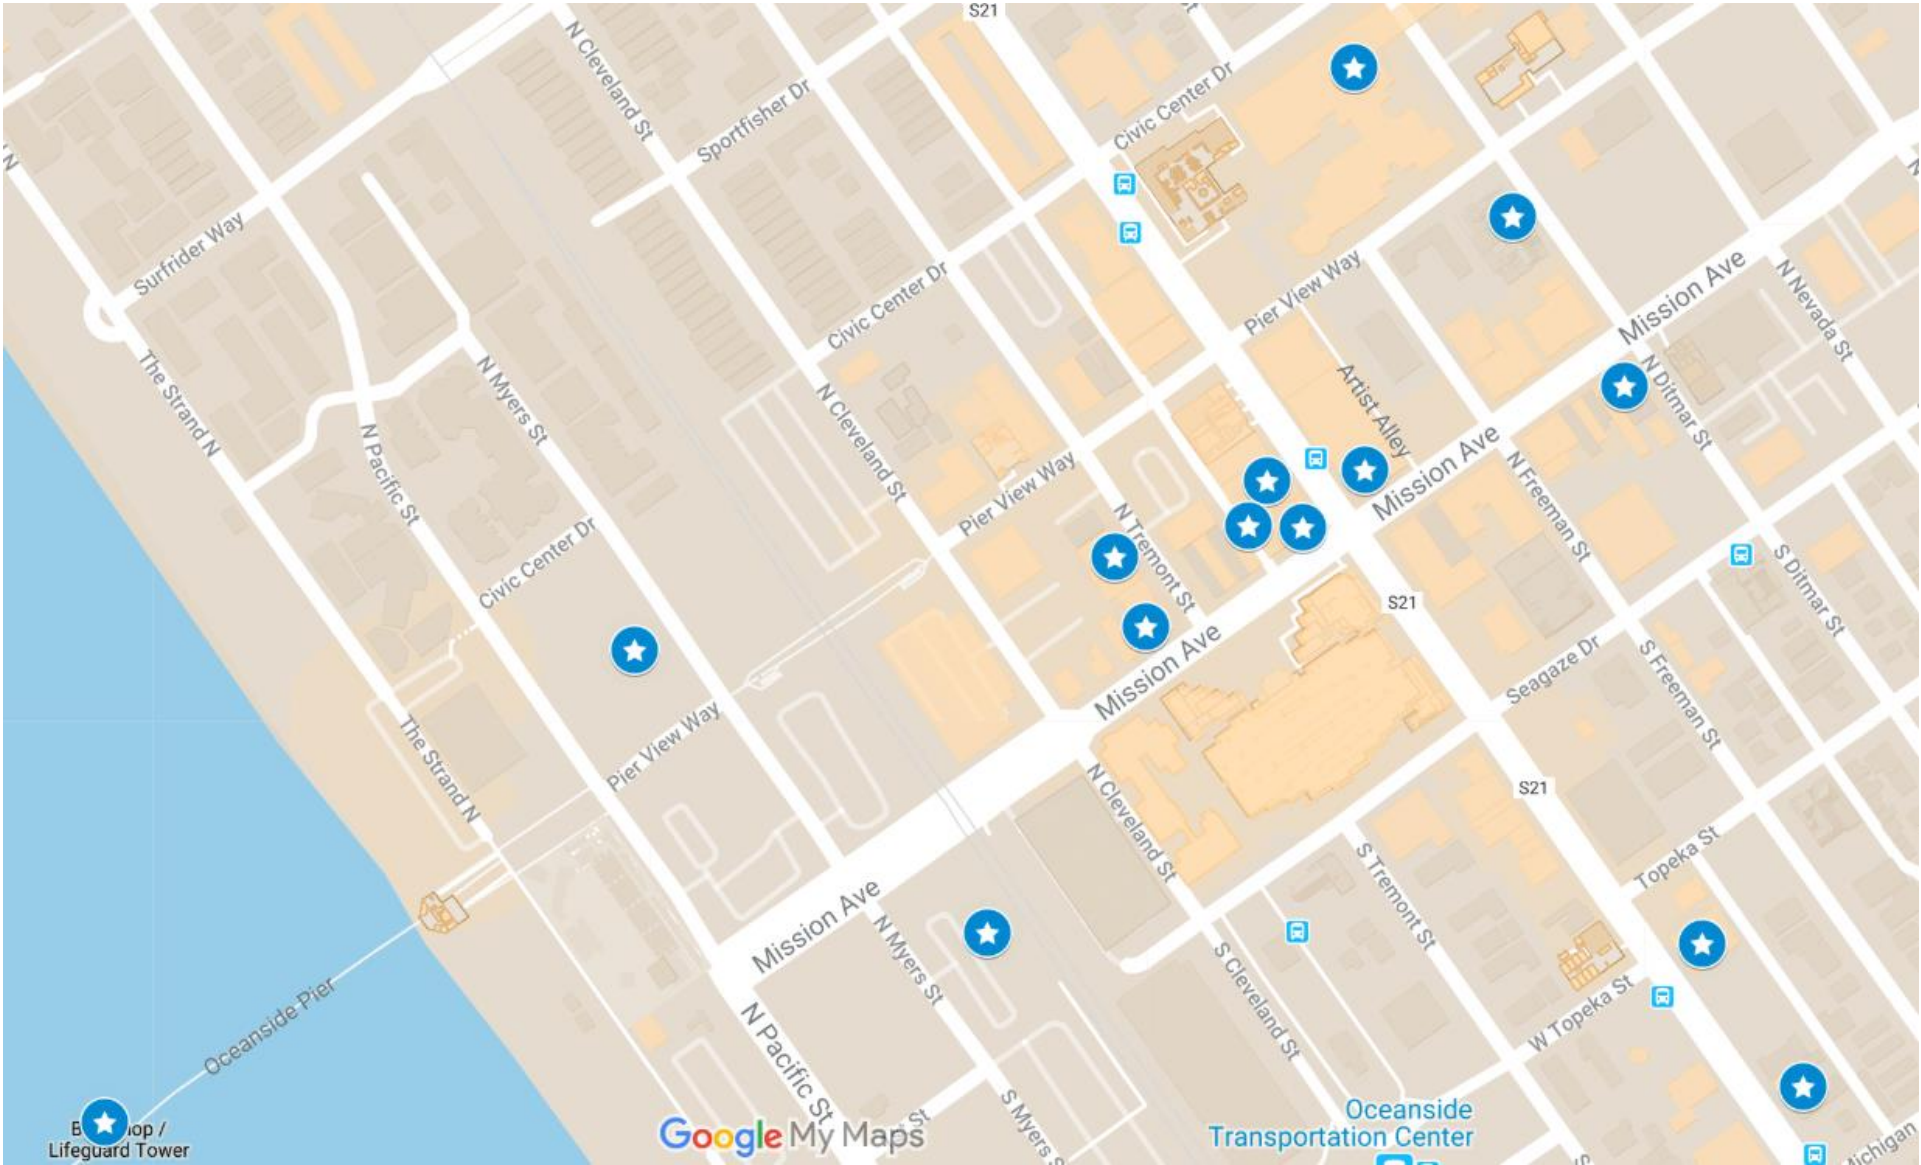 S21
N Cleveland St
Sportfisher Dr
Civic Center Dr
Surfrider Way
N
Pier View Way
Mission Ave
N Nevada St
Civic Center Dr
The Strand N
N Myers St
Artist Alley
N Ditmar St
N Cleveland St
N Pacific St
Mission Ave
Pier View Way
N Freeman St
N Tremont St
Civic Center Dr
S Ditmar St
S21
Mission Ave
Seagaze Dr
S Freeman St
The Strand N
Pier View Way
N Cleveland St
S21
Topeka St
S Tremont St
Mission Ave
N Myers St
S Cleveland St
W Topeka St
Oceanside Pier
N Pacific St
S Myers S
St
Oceanside
Transportation Center
Google My Maps
Lifeguard Tower
Michigan